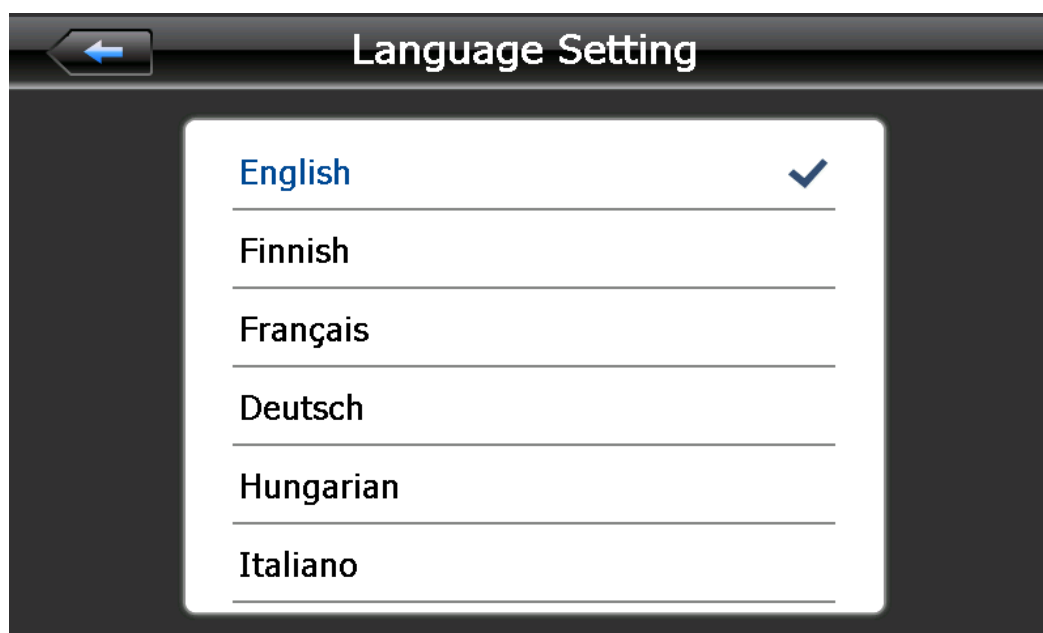 Language Setting
English
Finnish
Français
Deutsch
Hungarian
Italiano